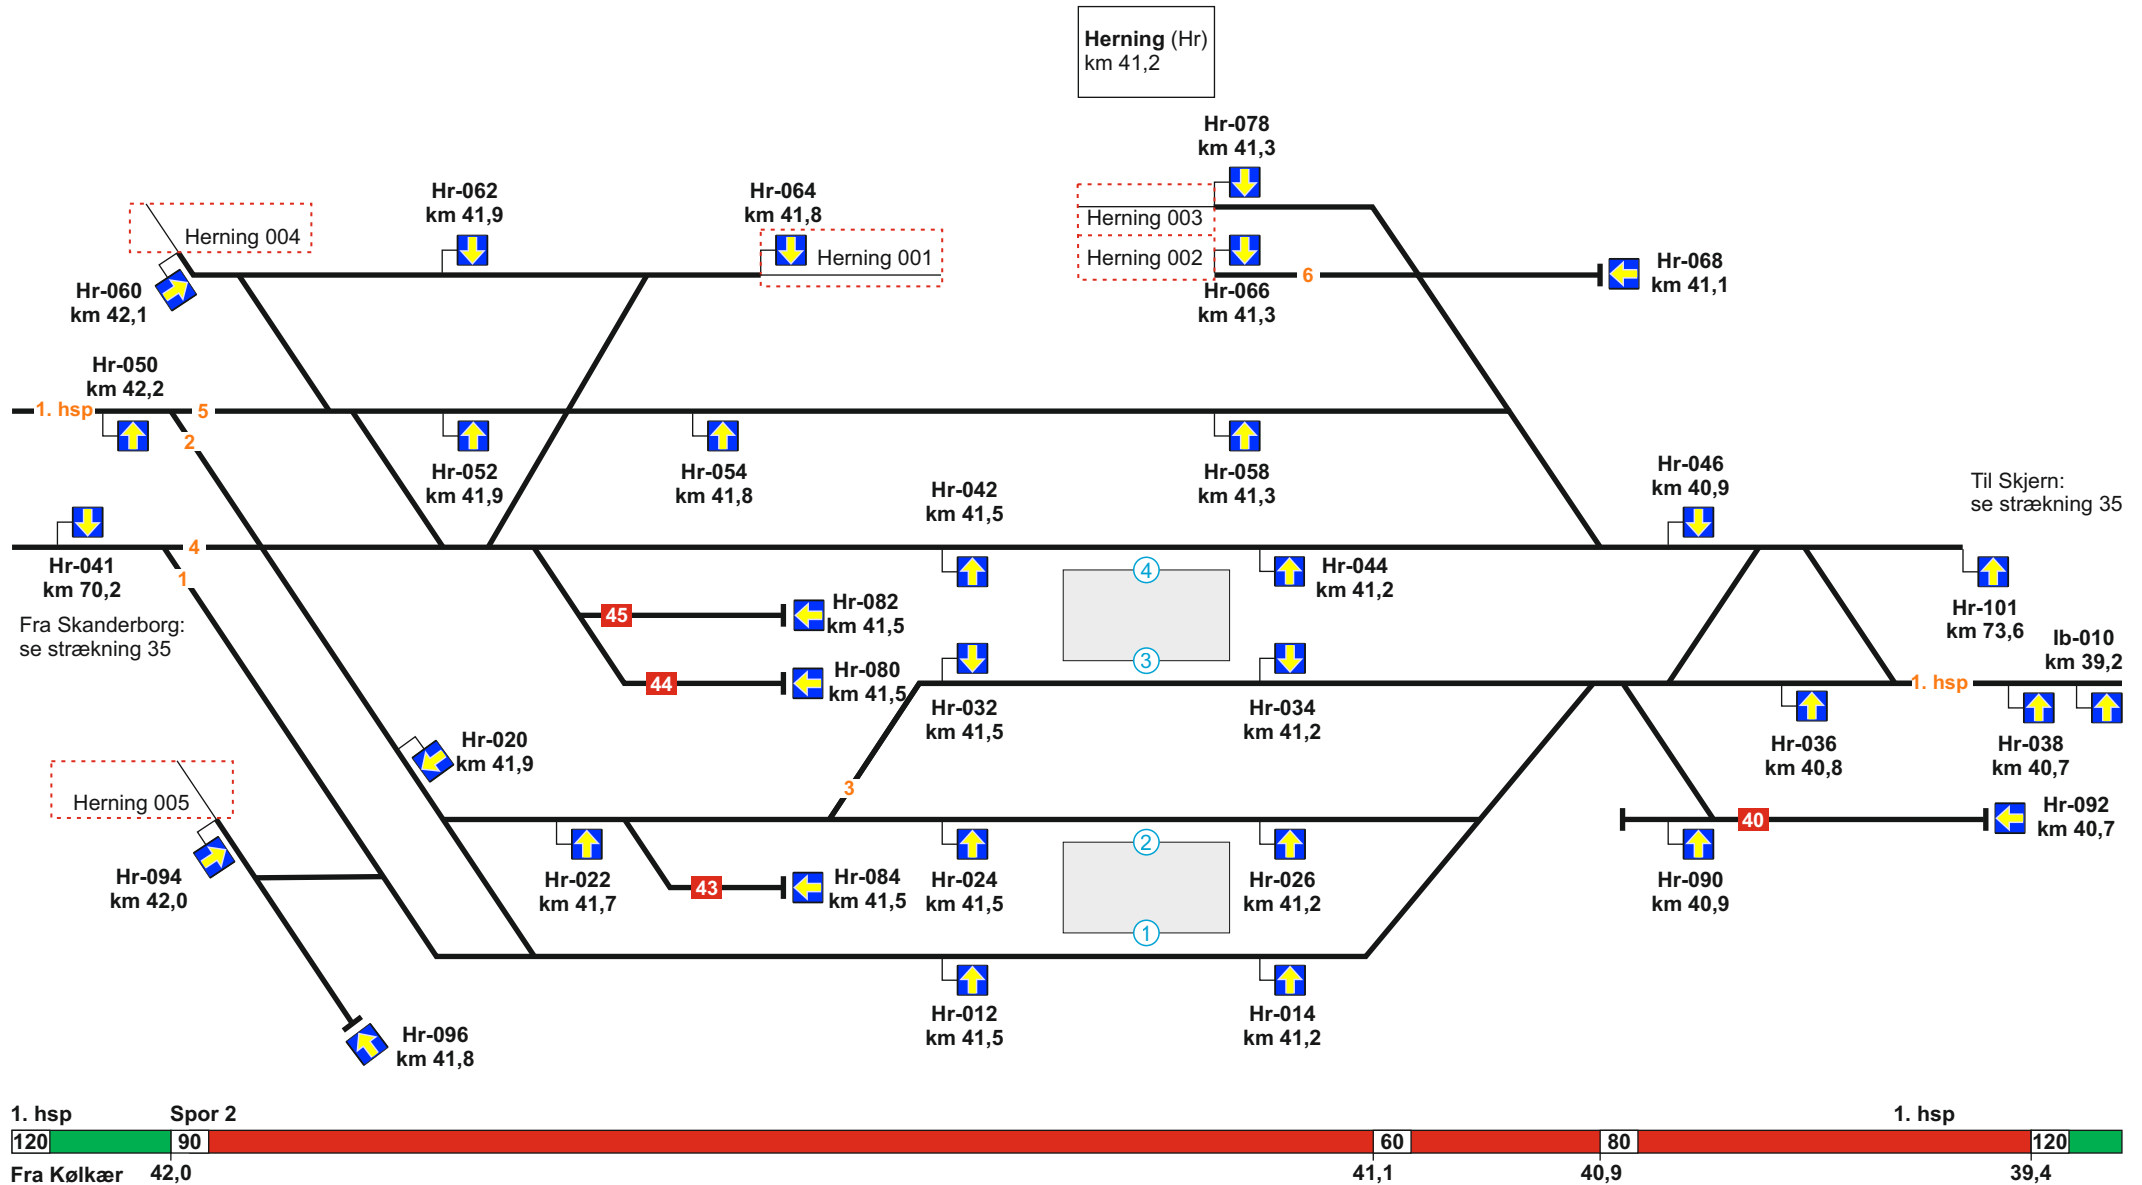 Herning (Hr)
km 41,2
Hr-078
km 41,3
Hr-062
km 41,9
Hr-064
km 41,8
Herning 003
Herning 004
Herning 001
Herning 002
Hr-060
km 42,1
Hr-066
km 41,3
6
Hr-068
km 41,1
Hr-050
km 42,2
1. hsp
5
2
Hr-052
km 41,9
Hr-054
km 41,8
Hr-058
km 41,3
Hr-042
km 41,5
Hr-046
km 40,9
Til Skjern:
se strækning 35
4
1
Hr-041
km 70,2
Fra Skanderborg:
se strækning 35
4
Hr-044
km 41,2
Hr-101
km 73,6
45
Hr-082
km 41,5
Ib-010
km 39,2
3
44
Hr-080
km 41,5
1. hsp
Hr-032
km 41,5
Hr-034
km 41,2
Hr-036
km 40,8
Hr-038
km 40,7
Hr-020
km 41,9
3
Herning 005
Hr-092
km 40,7
40
2
Hr-094
km 42,0
Hr-022
km 41,7
43
Hr-084
km 41,5
Hr-024
km 41,5
Hr-026
km 41,2
Hr-090
km 40,9
1
Hr-012
km 41,5
Hr-014
km 41,2
Hr-096
km 41,8
1. hsp
Spor 2
1. hsp
120
90
60
80
120
Fra Kølkær
42,0
41,1
40,9
39,4